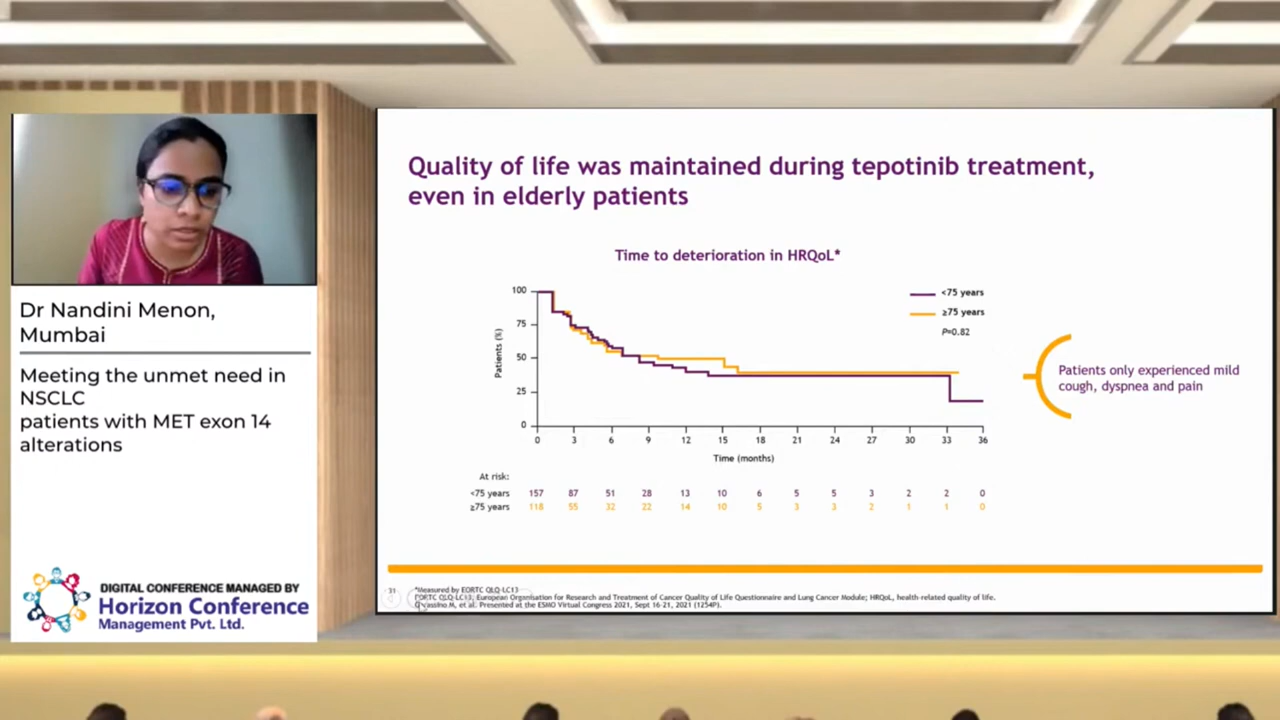 Dr Nandini Menon,
Mumbai
Meeting the unmet need in
NSCLC
patients with MET exon 14
alterations
DIGITAL CONFERENCE MANAGED BY
Horizon Conference
Management Pvt. Ltd.
Quality of life was maintained during tepotinib treatment,
even in elderly patients
Time to deterioration in HRQoL*
<75 years
≥75 years
P=0.82
Patients (%)
100
75
50
25
0
0 3 6 9 12 15 18 21 24 27 30 33 36
Time (months)
Patients only experienced mild
cough, dyspnea and pain
At risk:
<75 years 157 87 51 28 13 10 6 5 5 3 2 2 0
≥75 years 118 55 32 22 14 10 5 3 3 2 1 1 0
31
*Measured by EORTC QLQ-LC13
EORTC QLQ-LC13, European Organisation for Research and Treatment of Cancer Quality of Life Questionnaire and Lung Cancer Module; HRQoL, health-related quality of life.
M, et al. Presented at the ESMO Virtual Congress 2021, Sept 16-21, 2021 (1254P).